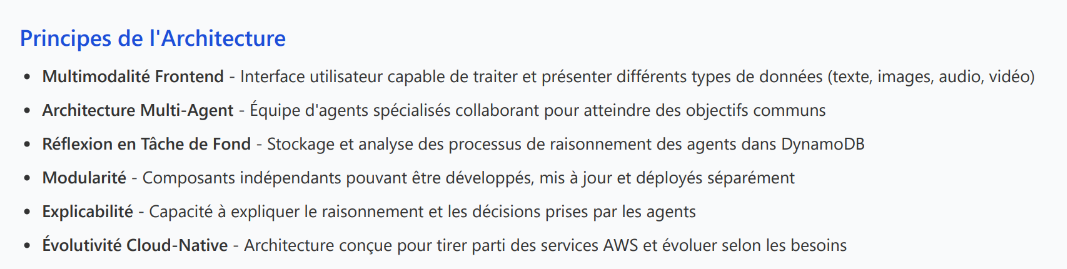 Principes de l'Architecture
• Multimodalité Frontend - Interface utilisateur capable de traiter et présenter différents types de données (texte, images, audio, vidéo)
• Architecture Multi-Agent - Équipe d'agents spécialisés collaborant pour atteindre des objectifs communs
• Réflexion en Tâche de Fond - Stockage et analyse des processus de raisonnement des agents dans DynamoDB
• Modularité - Composants indépendants pouvant être développés, mis à jour et déployés séparément
• Explicabilité - Capacité à expliquer le raisonnement et les décisions prises par les agents
• Évolutivité Cloud-Native - Architecture conçue pour tirer parti des services AWS et évoluer selon les besoins